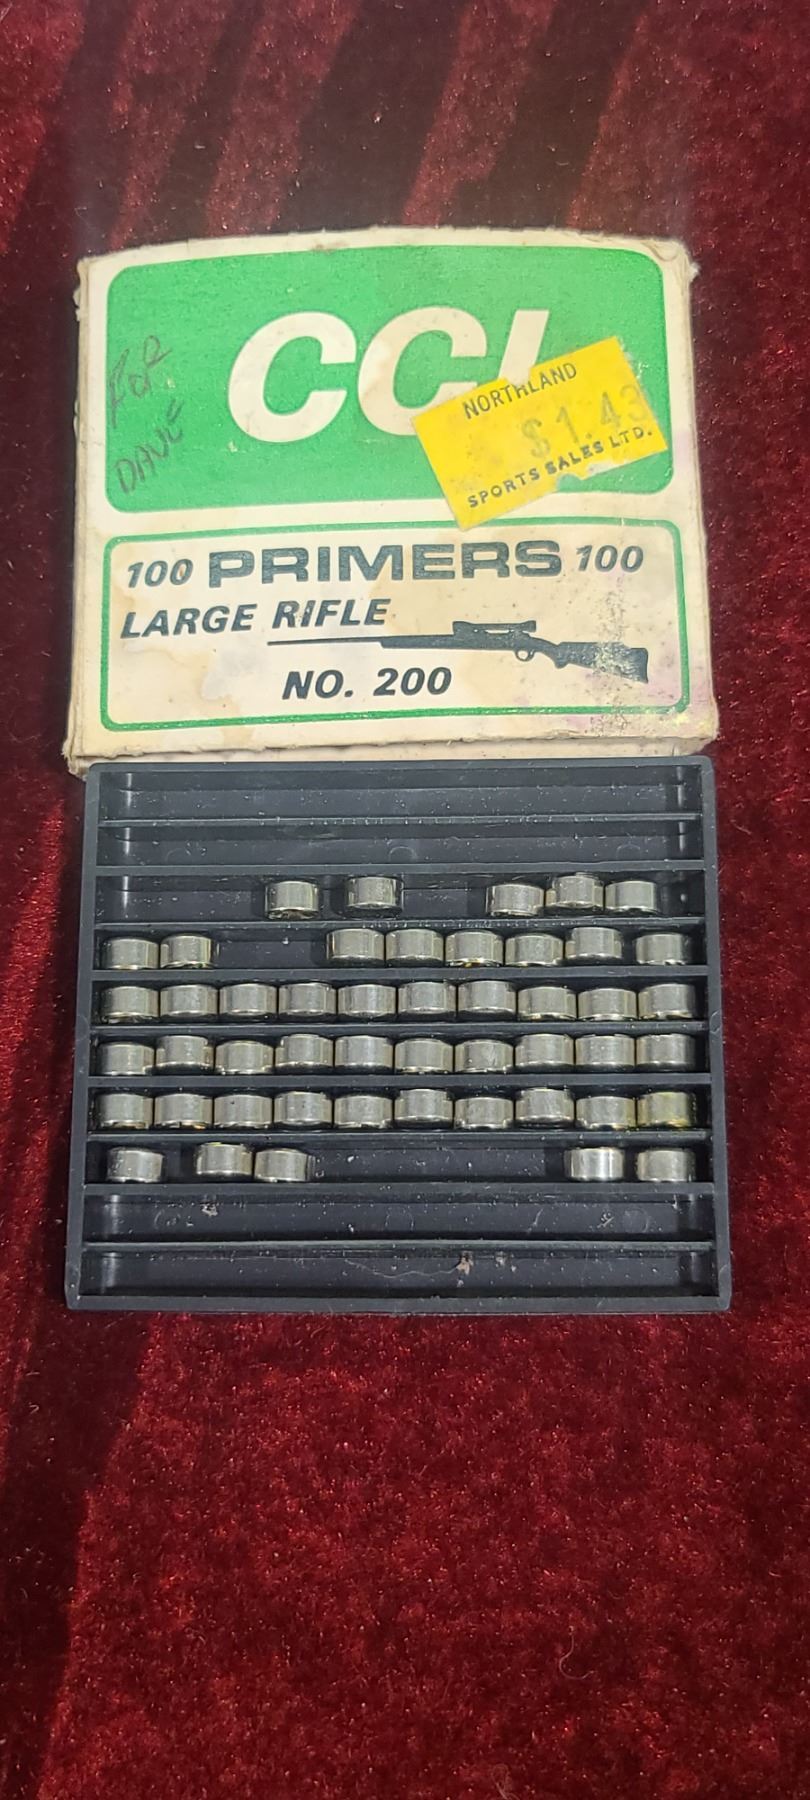 CCI
FOR
DAVE
NORTHLAND
$1.43
SPORTS SALES LTD.
100 PRIMERS 100
LARGE RIFLE
NO. 200